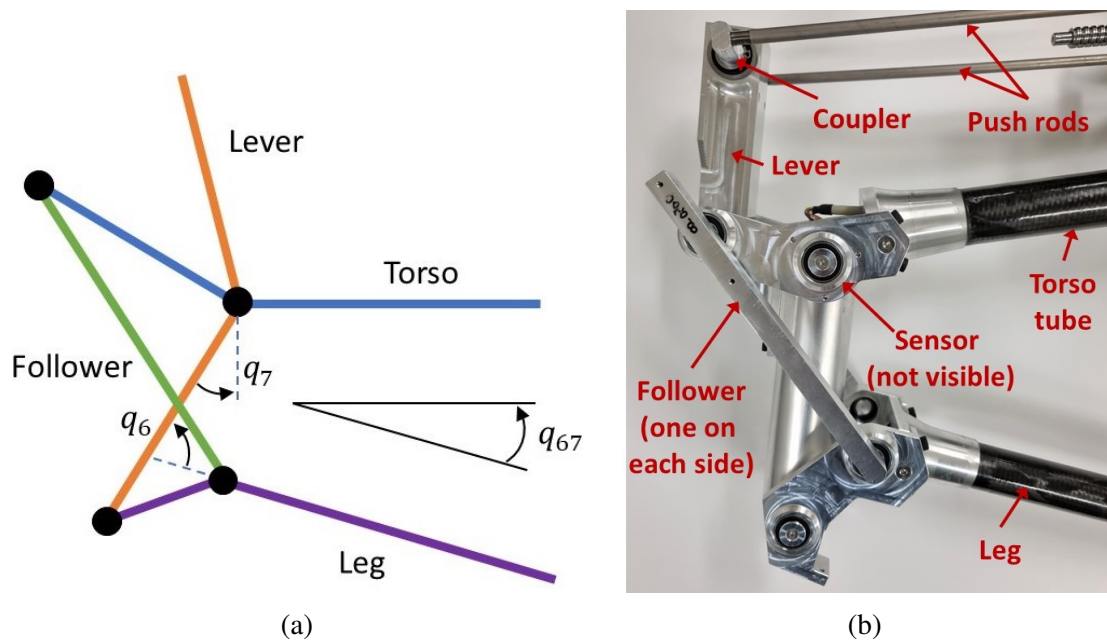 Lever
Torso
Follower
q₇
q₆
q₆₇
Leg
(a)
Coupler
Push rods
Lever
Torso
tube
Sensor
(not visible)
Follower
(one on
each side)
Leg
(b)